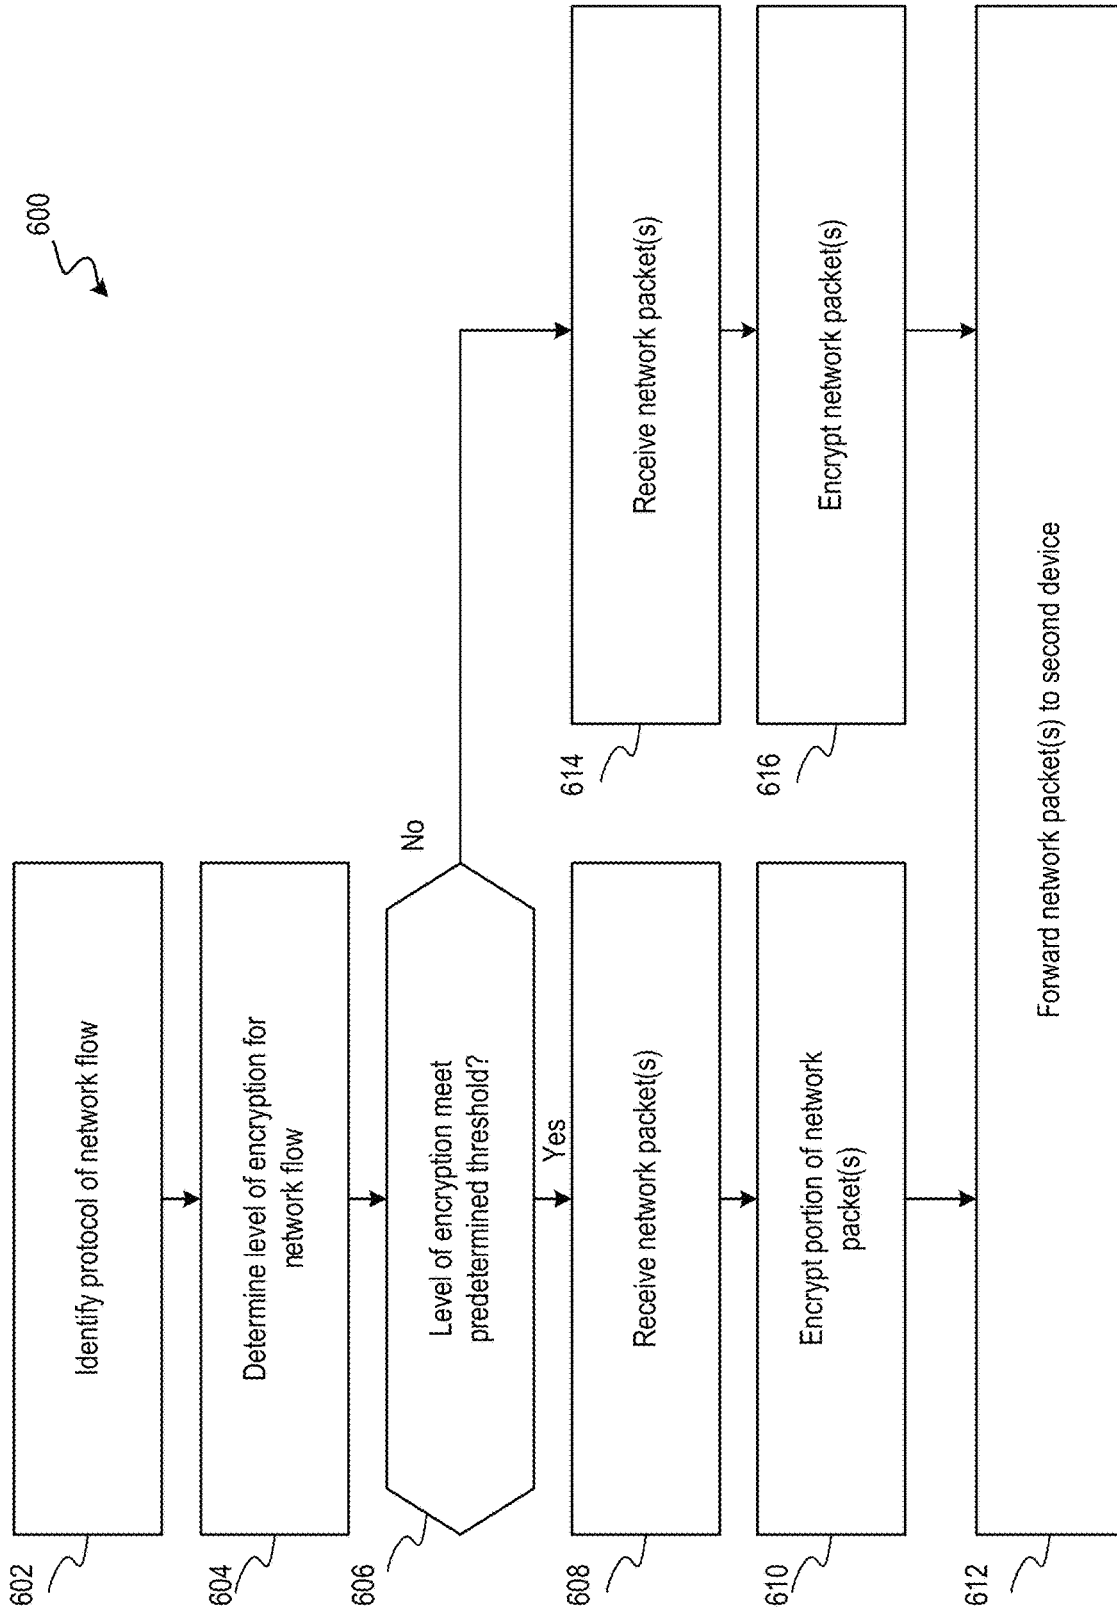 600
602
Identify protocol of network flow
604
Determine level of encryption for
network flow
606
Level of encryption meet
predetermined threshold?
No
Yes
608
Receive network packet(s)
614
Receive network packet(s)
610
Encrypt portion of network
packet(s)
616
Encrypt network packet(s)
612
Forward network packet(s) to second device